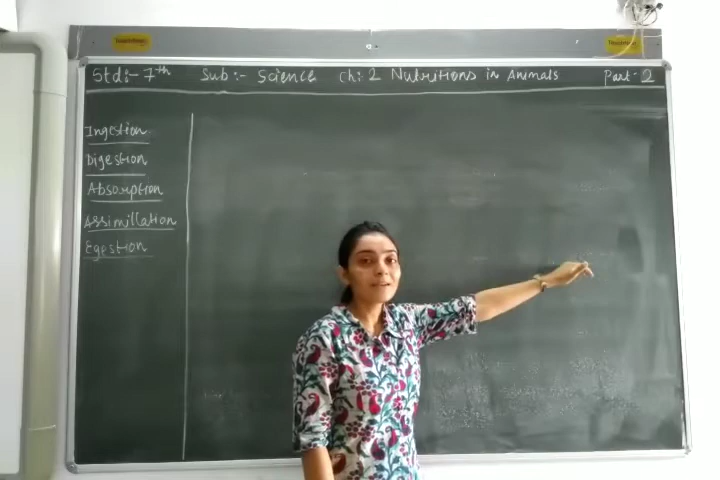 Std:- 7th Sub :- Science Ch: 2 Nutritions in Animals Part- 2
Ingestion
Digestion
Absorption
Assimillation
Egestion